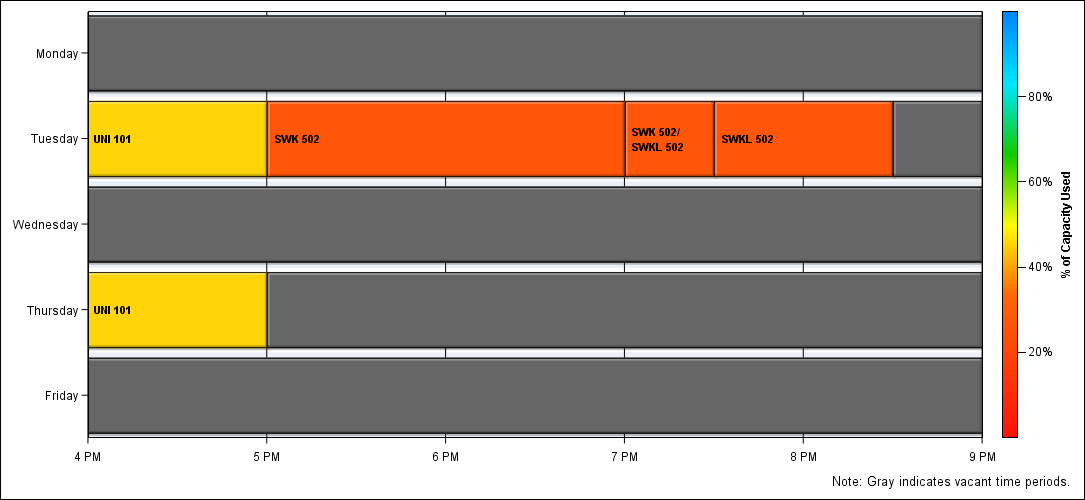 Monday
Tuesday
UNI 101
SWK 502
SWK 502/
SWKL 502
SWKL 502
Wednesday
Thursday
UNI 101
Friday
4 PM
5 PM
6 PM
7 PM
8 PM
9 PM
80%
60%
40%
20%
% of Capacity Used
Note: Gray indicates vacant time periods.